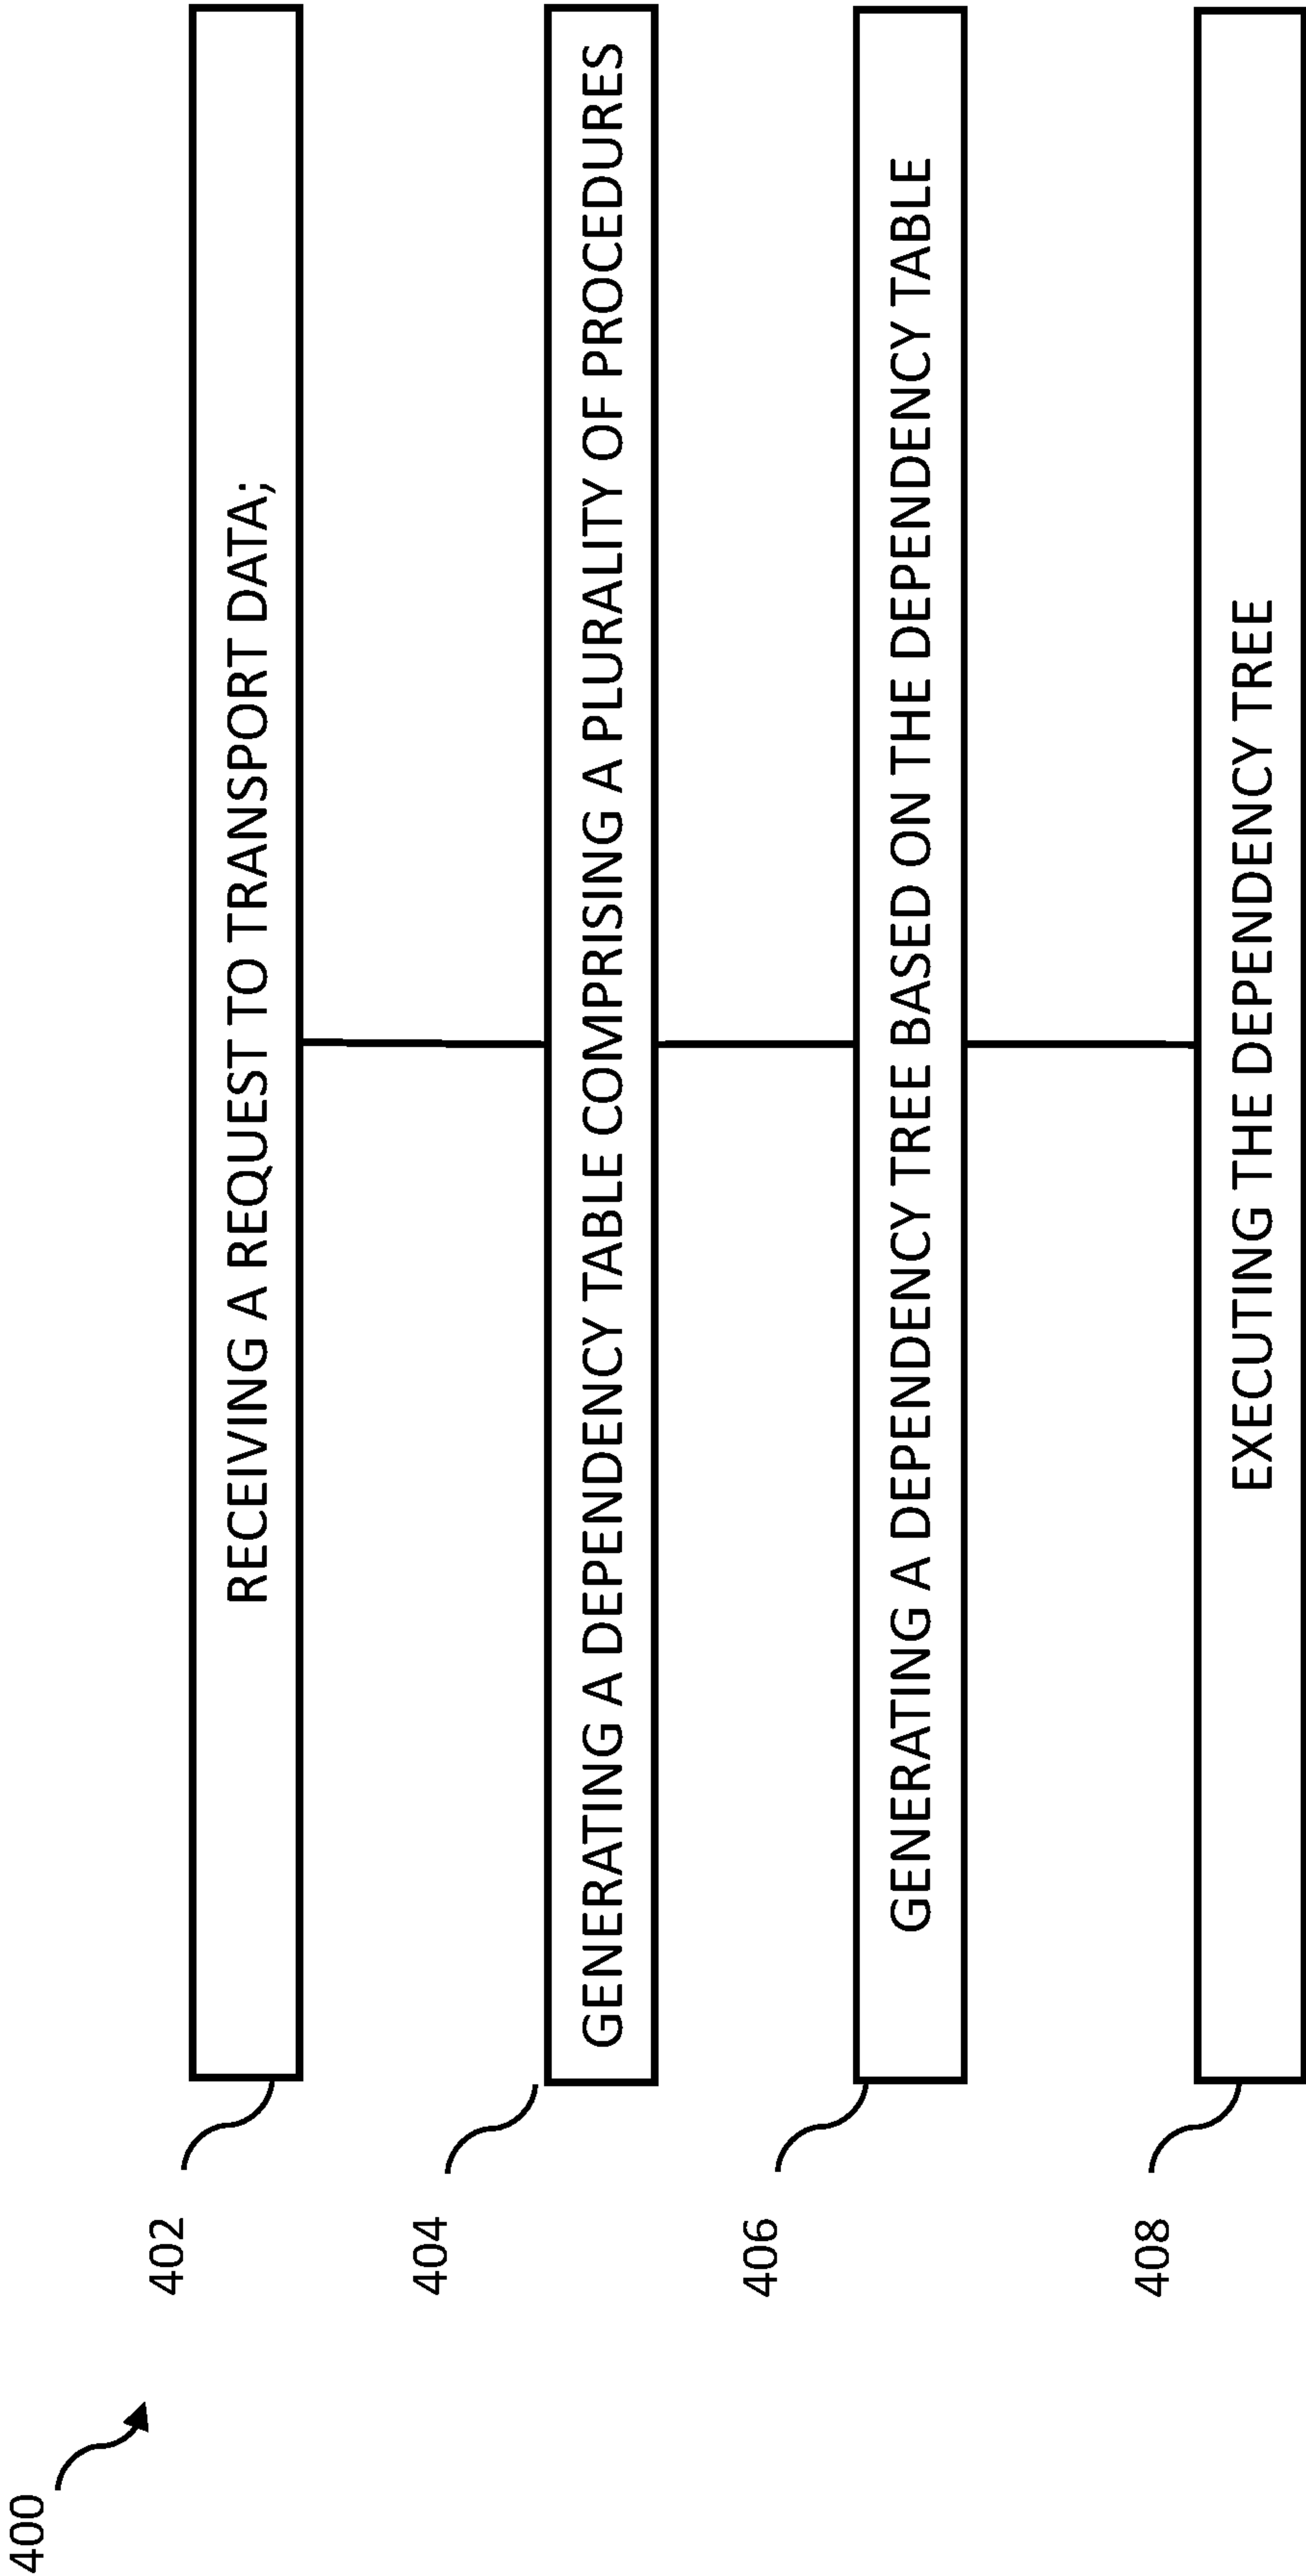 400
402
RECEIVING A REQUEST TO TRANSPORT DATA;
404
GENERATING A DEPENDENCY TABLE COMPRISING A PLURALITY OF PROCEDURES
406
GENERATING A DEPENDENCY TREE BASED ON THE DEPENDENCY TABLE
408
EXECUTING THE DEPENDENCY TREE